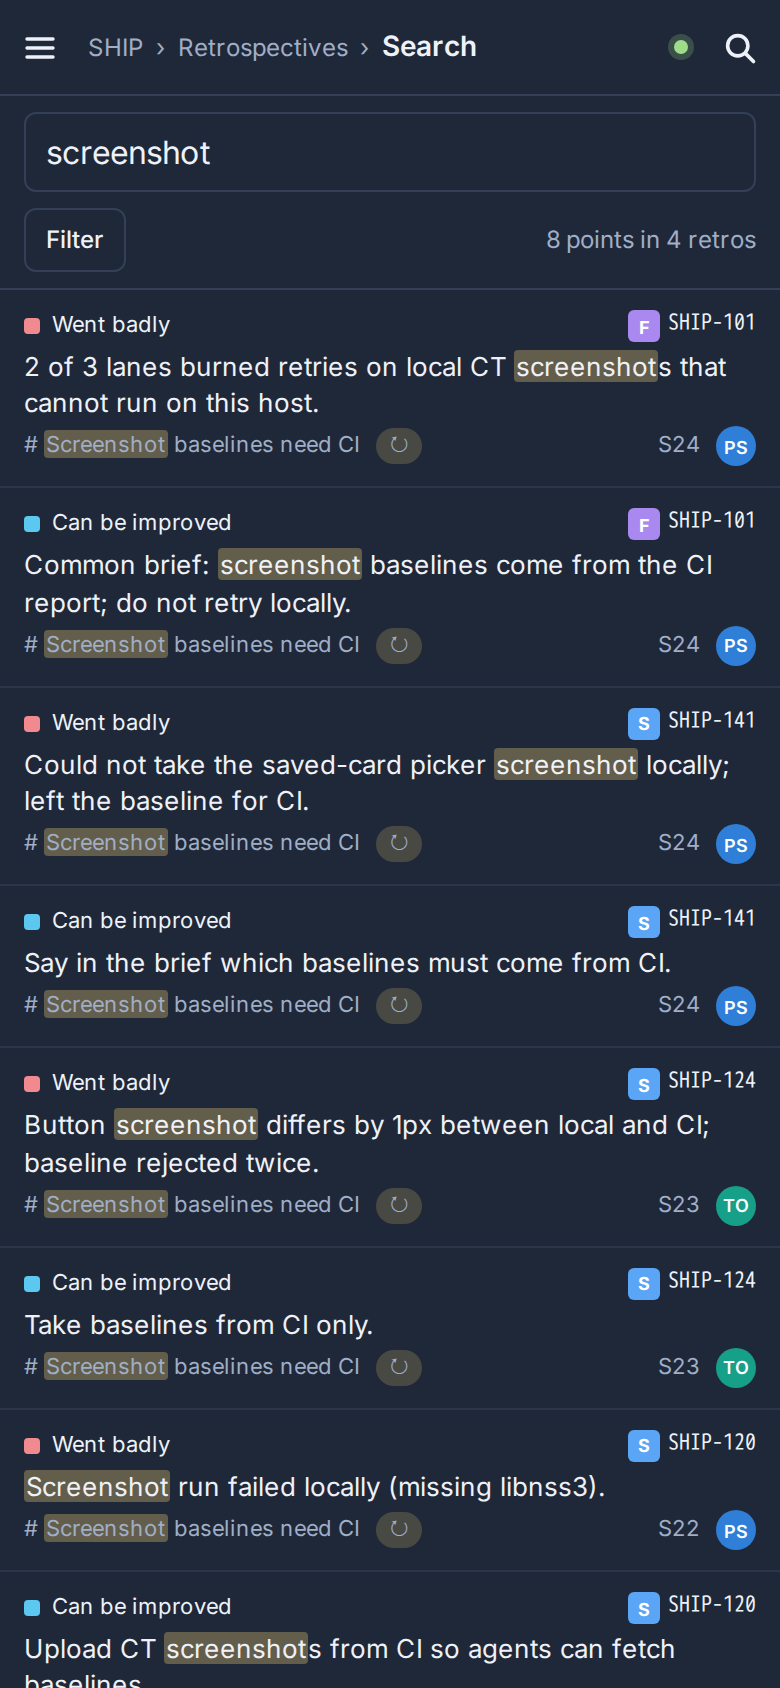 SHIP › Retrospectives › Search
screenshot
Filter 8 points in 4 retros
Went badly F SHIP-101
2 of 3 lanes burned retries on local CT screenshots that
cannot run on this host.
# Screenshot baselines need CI ↻ S24 PS
Can be improved F SHIP-101
Common brief: screenshot baselines come from the CI
report; do not retry locally.
# Screenshot baselines need CI ↻ S24 PS
Went badly S SHIP-141
Could not take the saved-card picker screenshot locally;
left the baseline for CI.
# Screenshot baselines need CI ↻ S24 PS
Can be improved S SHIP-141
Say in the brief which baselines must come from CI.
# Screenshot baselines need CI ↻ S24 PS
Went badly S SHIP-124
Button screenshot differs by 1px between local and CI;
baseline rejected twice.
# Screenshot baselines need CI ↻ S23 TO
Can be improved S SHIP-124
Take baselines from CI only.
# Screenshot baselines need CI ↻ S23 TO
Went badly S SHIP-120
Screenshot run failed locally (missing libnss3).
# Screenshot baselines need CI ↻ S22 PS
Can be improved S SHIP-120
Upload CT screenshots from CI so agents can fetch
baselines